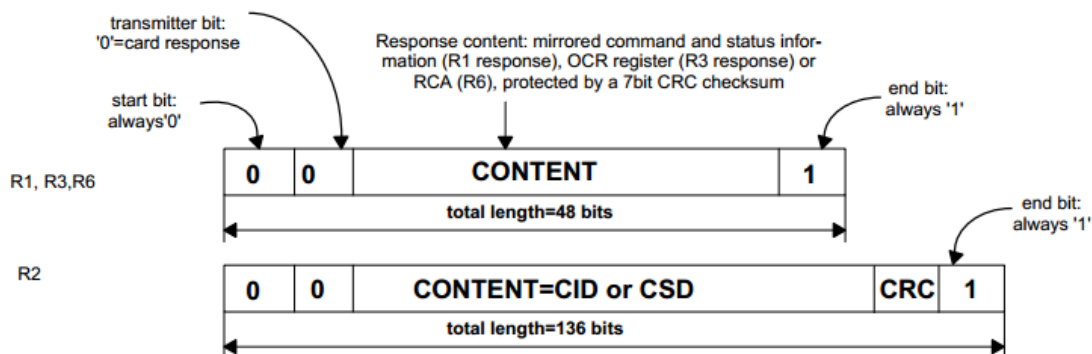 transmitter bit:
'0'=card response
Response content: mirrored command and status infor-
mation (R1 response), OCR register (R3 response) or
RCA (R6), protected by a 7bit CRC checksum
start bit:
always'0'
end bit:
always '1'
R1, R3,R6
0 0 CONTENT 1
total length=48 bits
end bit:
always '1'
R2
0 0 CONTENT=CID or CSD CRC 1
total length=136 bits